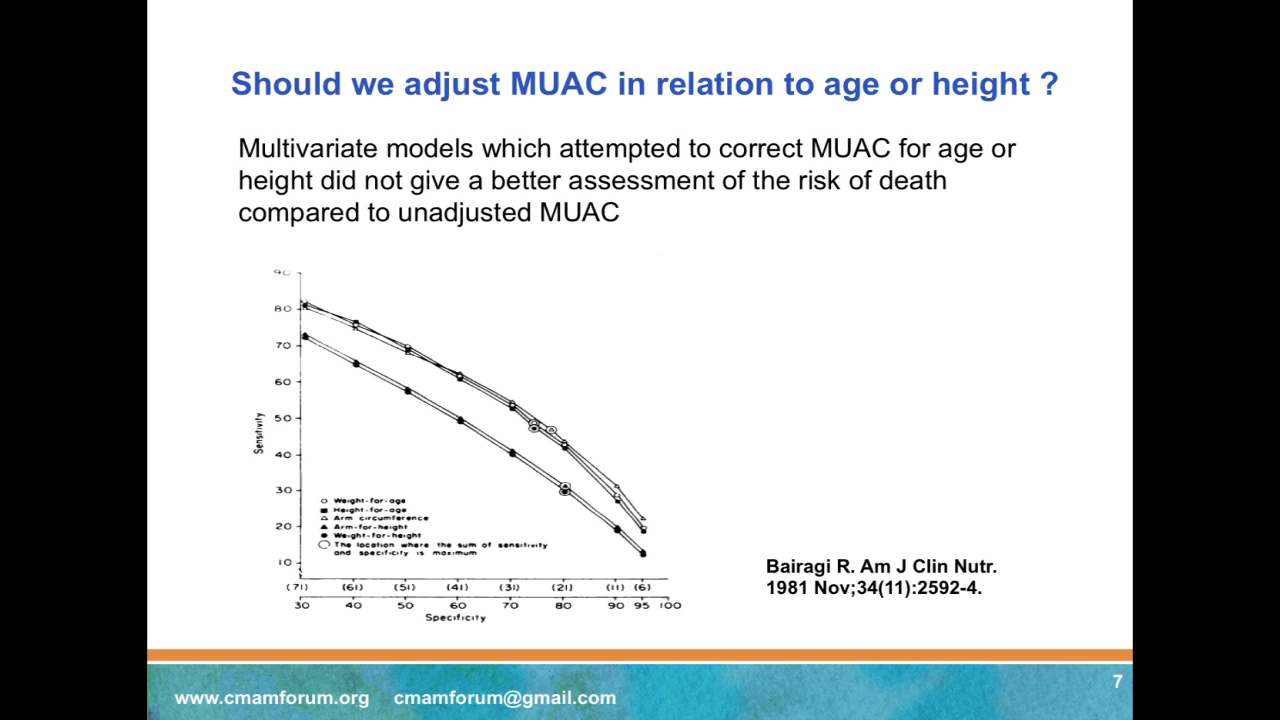 Should we adjust MUAC in relation to age or height ?
Multivariate models which attempted to correct MUAC for age or
height did not give a better assessment of the risk of death
compared to unadjusted MUAC
90
80
70
60
50
40
30
20
10
Sensitivity
Weight-for-age
Height-for-age
Arm circumference
Arm-for-height
Weight-for-height
The location where the sum of sensitivity
and specificity is maximum
(71) (61) (51) (41) (31) (21) (11) (6)
30 40 50 60 70 80 90 95 100
Specificity
Bairagi R. Am J Clin Nutr.
1981 Nov;34(11):2592-4.
7
www.cmamforum.org cmamforum@gmail.com